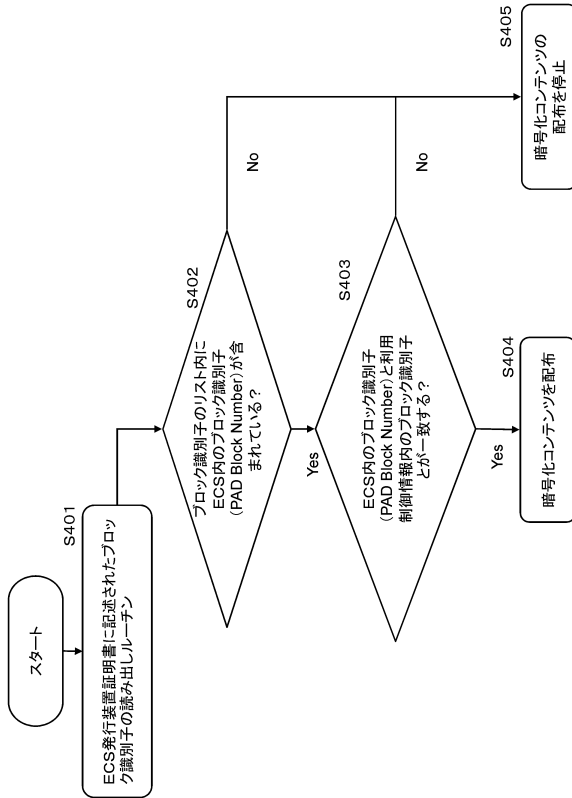 スタート
S401
ECS発行装置証明書に記述されたブロッ
ク識別子の読み出しルーチン
S402
ブロック識別子のリスト内に
ECS内のブロック識別子
(PAD Block Number)が含
まれている?
No
Yes
S403
ECS内のブロック識別子
(PAD Block Number)と利用
制御情報内のブロック識別子
とが一致する?
No
Yes
S404
暗号化コンテンツを配布
S405
暗号化コンテンツの
配布を停止